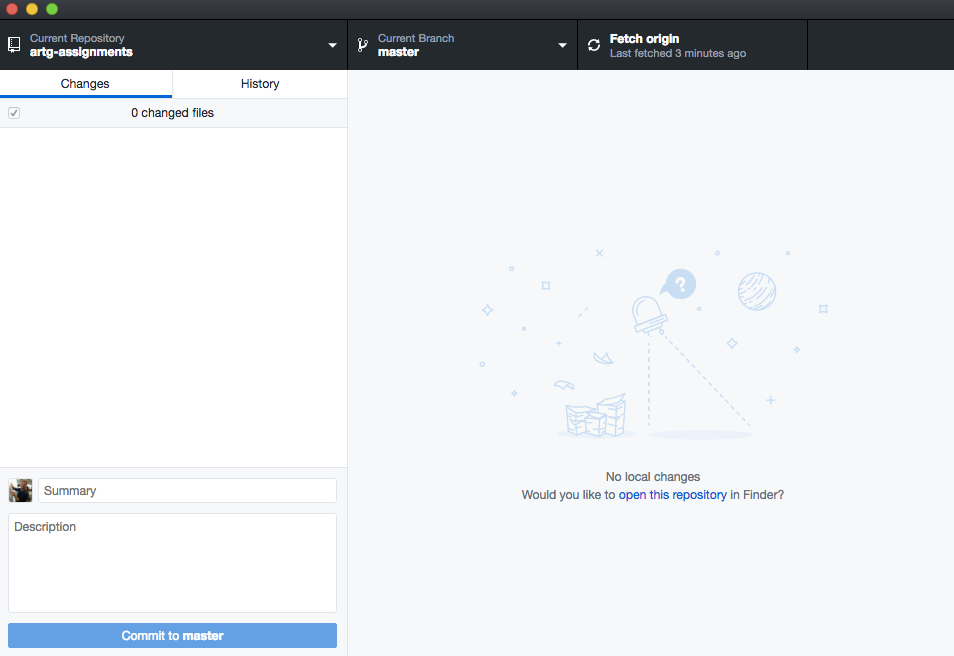 Current Repository
artg-assignments
Current Branch
master
Fetch origin
Last fetched 3 minutes ago
Changes
History
0 changed files
?
No local changes
Would you like to open this repository in Finder?
Summary
Description
Commit to master